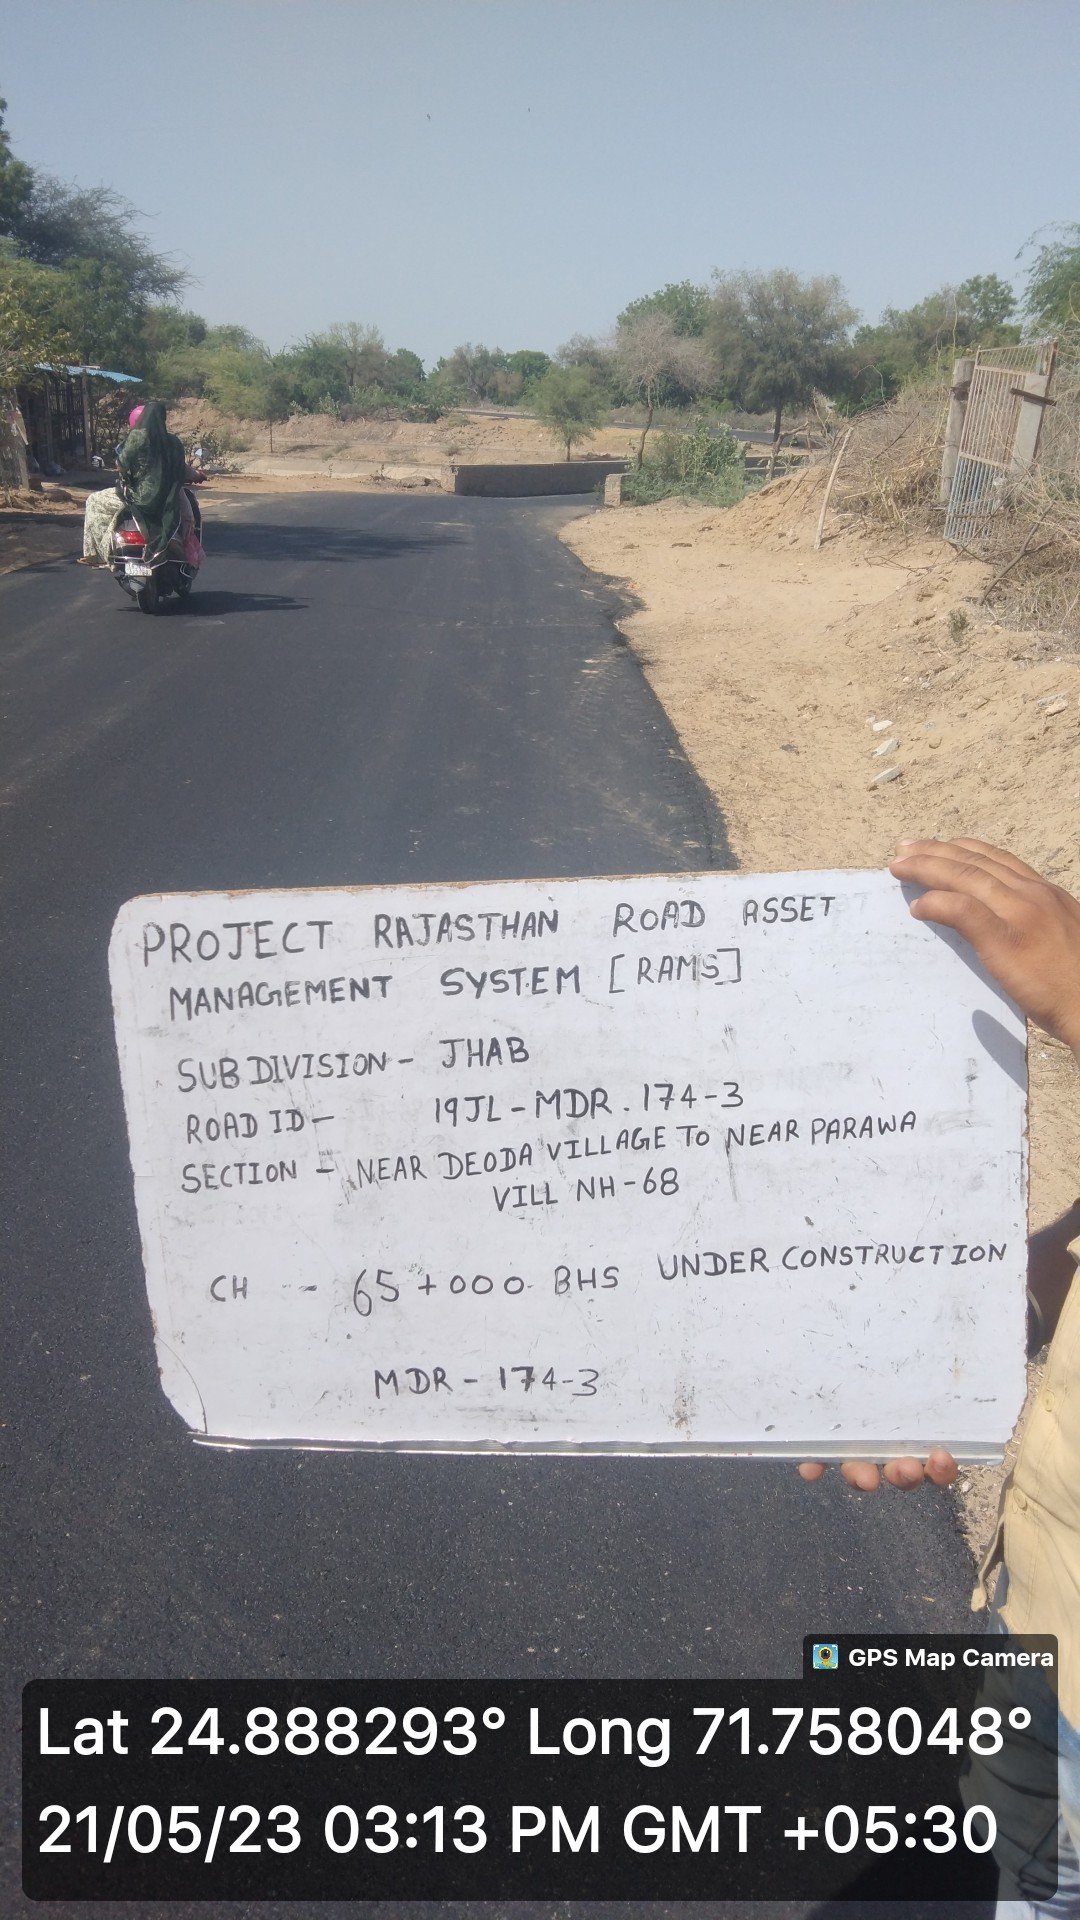 PROJECT RAJASTHAN ROAD ASSET
MANAGEMENT SYSTEM [RAMS]
SUB DIVISION - JHAB
ROAD ID - 19JL - MDR . 174-3
SECTION - NEAR DEODA VILLAGE TO NEAR PARAWA
VILL NH-68
CH - 65+000 BHS UNDER CONSTRUCTION
MDR - 174-3
GPS Map Camera
Lat 24.888293° Long 71.758048°
21/05/23 03:13 PM GMT +05:30